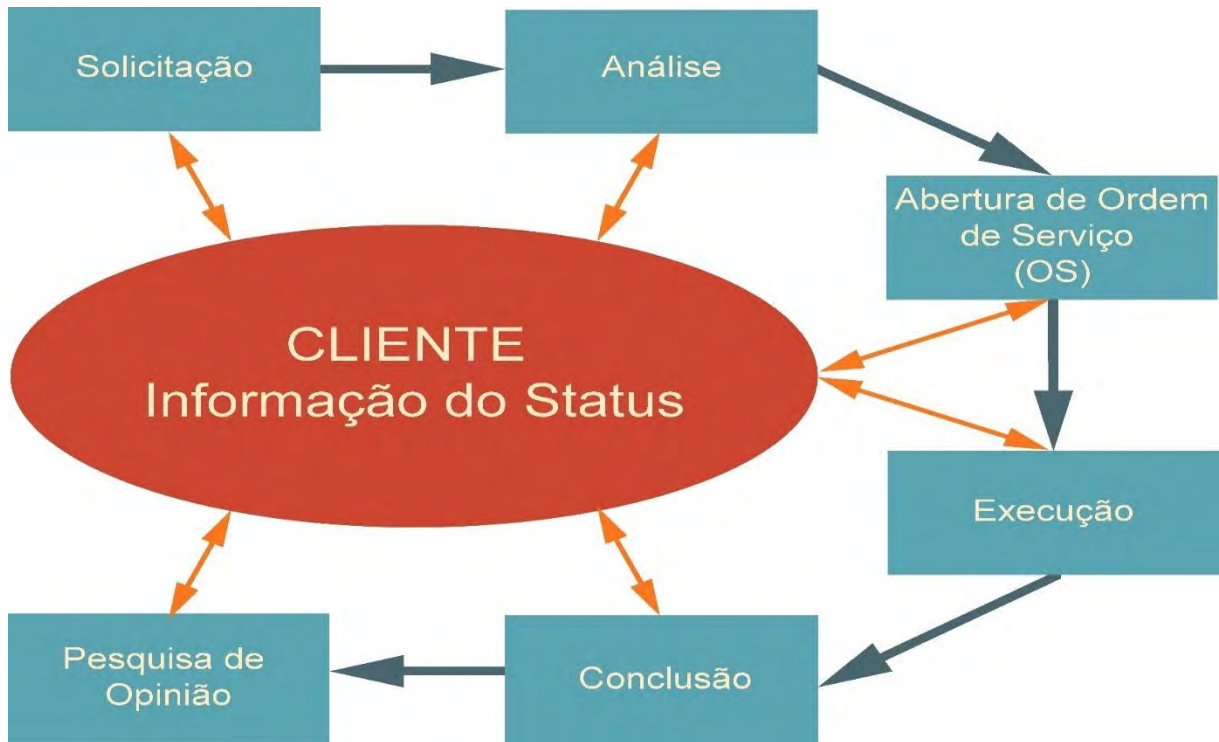 Solicitação
Análise
Abertura de Ordem
de Serviço
(OS)
CLIENTE
Informação do Status
Execução
Pesquisa de
Opinião
Conclusão